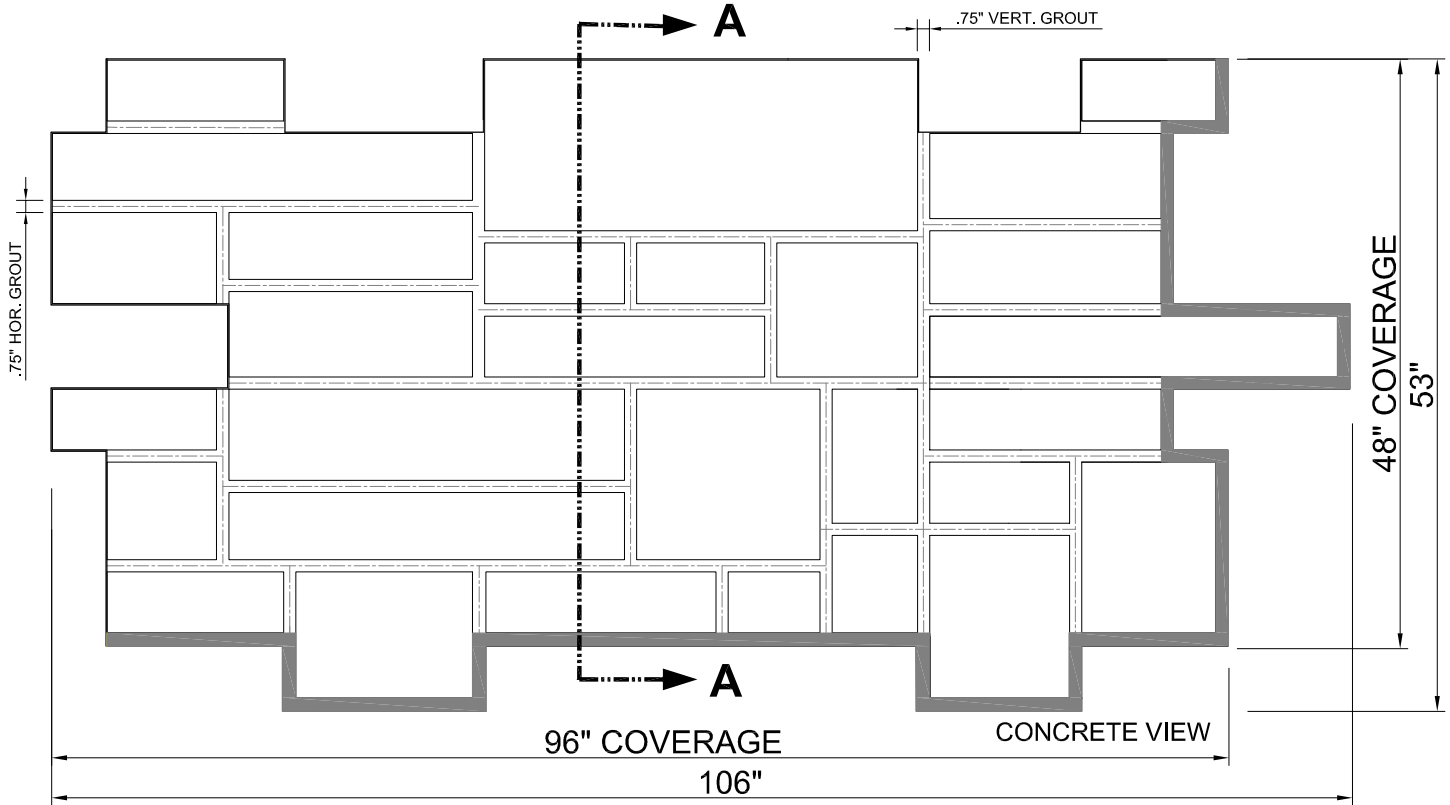 A
.75" VERT. GROUT
.75" HOR. GROUT
48" COVERAGE
53"
A
CONCRETE VIEW
96" COVERAGE
106"